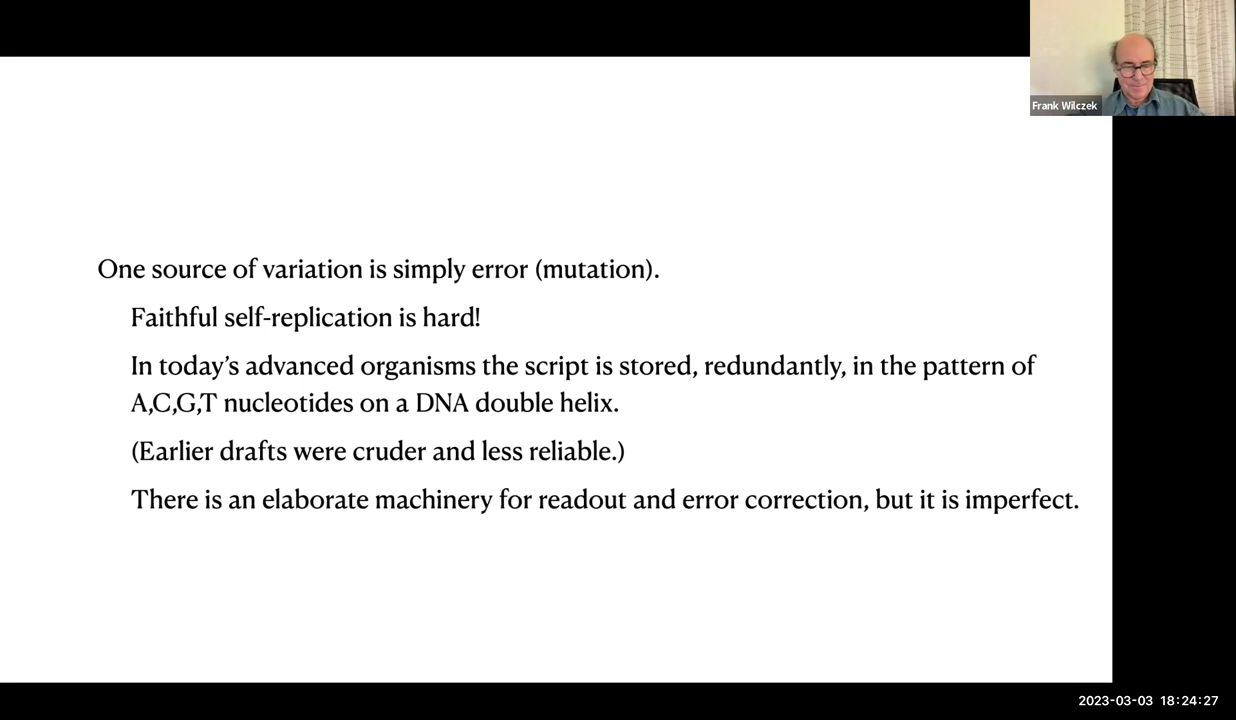 Frank Wilczek
One source of variation is simply error (mutation).
Faithful self-replication is hard!
In today’s advanced organisms the script is stored, redundantly, in the pattern of
A,C,G,T nucleotides on a DNA double helix.
(Earlier drafts were cruder and less reliable.)
There is an elaborate machinery for readout and error correction, but it is imperfect.
2023-03-03 18:24:27